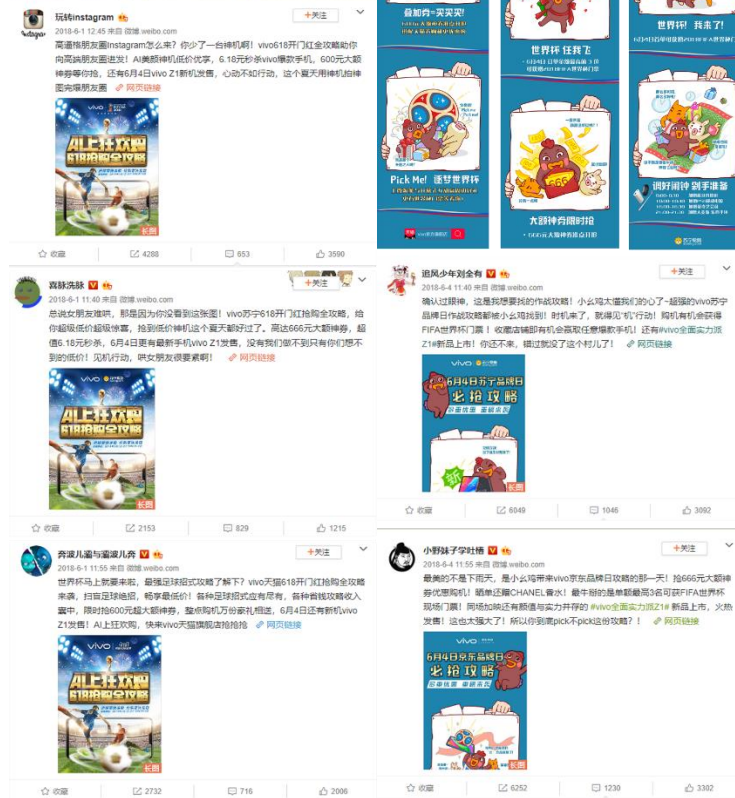 玩转instagram
+关注
2018-6-1 12:45 来自 微博 weibo.com
高逼格朋友圈Instagram怎么来？你少了一台神机啊！vivo618开门红全攻略助你
向高端朋友圈进发！AI美颜神机低价优享，6.18元秒杀vivo爆款手机，600元大额
神券等你抢，还有6月4日vivo Z1新机发售，心动不如行动，这个夏天用神机拍神
图完爆朋友圈 网页链接
vivo
AI上狂欢购
618抢购全攻略
长图
收藏
4288
653
3590
喜脉洗脉
+关注
2018-6-1 11:40 来自 微博 weibo.com
总说女朋友难哄，那是因为你没看到这张图！vivo苏宁618开门红抢购全攻略，给
你超级低价超级惊喜，抢到低价神机这个夏天都好过了。高达666元大额神券，超
值6.18元秒杀，6月4日更有最新手机vivo Z1发售，没有我们做不到只有你们想不
到的低价！见机行动，哄女朋友很要紧啊！ 网页链接
vivo
AI上狂欢购
618抢购全攻略
长图
收藏
2153
829
1215
奔波儿灞与灞波儿奔
+关注
2018-6-1 11:55 来自 微博 weibo.com
世界杯马上就要来啦，最强足球招式攻略了解下？vivo天猫618开门红抢购全攻略
来袭，扫盲足球绝招，畅享最低价！各种足球招式应有尽有，各种省钱攻略收入
囊中，限时抢600元超大额神券，整点购机万份豪礼相送，6月4日还有新机vivo
Z1发售！AI上狂欢购，快来vivo天猫旗舰店抢抢抢 网页链接
vivo
AI上狂欢购
618抢购全攻略
长图
收藏
2732
716
2006
叠加克=买买买!
Pick Me! 逐梦世界杯
世界杯 任我飞
666
大额神券限时抢
· 666元大额神券准点开抢
世界杯! 我来了!
调好闹钟 剁手准备
苏宁易购
追风少年刘全有
+关注
2018-6-4 11:40 来自 微博 weibo.com
确认过眼神，这是我想要找的作战攻略！小幺鸡太懂我们的心了~超强的vivo苏宁
品牌日作战攻略都被小幺鸡找到！时机来了，就得见"机"行动！购机有机会获得
FIFA世界杯门票！收藏店铺即有机会赢取任意爆款手机！还有#vivo全面实力派
Z1#新品上市！你还不来，错过就没了这个村儿了！ 网页链接
vivo
6月4日苏宁品牌日
必抢攻略
新
长图
收藏
6049
1046
3092
小野妹子学吐槽
+关注
2018-6-4 11:55 来自 微博 weibo.com
最美的不是下雨天，是小幺鸡带来vivo京东品牌日攻略的那一天！抢666元大额神
券优惠购机！晒单还赚CHANEL香水！最牛掰的是单额最高3名可获FIFA世界杯
现场门票！同场加映还有颜值与实力并存的 #vivo全面实力派Z1# 新品上市，火热
发售！这也太强大了！所以你到底pick不pick这份攻略？！ 网页链接
vivo
6月4日京东品牌日
必抢攻略
长图
收藏
6252
1230
3302